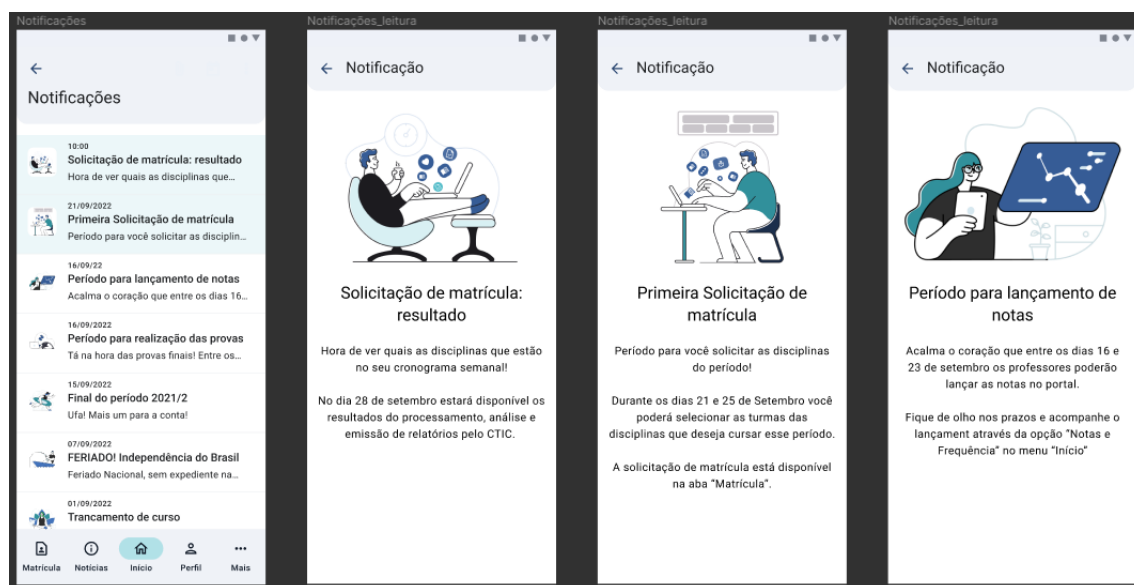 Notificações
Notificações
10:00
Solicitação de matrícula: resultado
Hora de ver quais as disciplinas que...
21/09/2022
Primeira Solicitação de matrícula
Período para você solicitar as disciplin...
16/09/22
Período para lançamento de notas
Acalma o coração que entre os dias 16...
16/09/2022
Período para realização das provas
Tá na hora das provas finais! Entre os...
15/09/2022
Final do período 2021/2
Ufa! Mais um para a conta!
07/09/2022
FERIADO! Independência do Brasil
Feriado Nacional, sem expediente na...
01/09/2022
Trancamento de curso
Matrícula Notícias Início Perfil Mais
Notificações_leitura
Notificação
Solicitação de matrícula:
resultado
Hora de ver quais as disciplinas que estão
no seu cronograma semanal!
No dia 28 de setembro estará disponível os
resultados do processamento, análise e
emissão de relatórios pelo CTIC.
Notificações_leitura
Notificação
Primeira Solicitação de
matrícula
Período para você solicitar as disciplinas
do período!
Durante os dias 21 e 25 de Setembro você
poderá selecionar as turmas das
disciplinas que deseja cursar esse período.
A solicitação de matrícula está disponível
na aba “Matrícula”.
Notificações_leitura
Notificação
Período para lançamento de
notas
Acalma o coração que entre os dias 16 e
23 de setembro os professores poderão
lançar as notas no portal.
Fique de olho nos prazos e acompanhe o
lançament através da opção “Notas e
Frequência” no menu “Início”